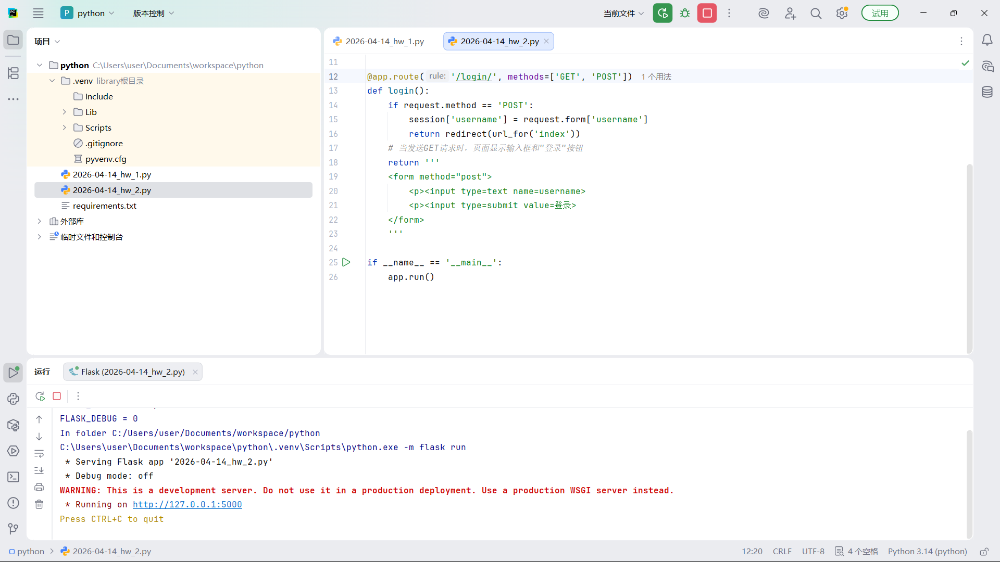 P python 版本控制 当前文件 试用
项目
python C:\Users\user\Documents\workspace\python
.venv library根目录
Include
Lib
Scripts
.gitignore
pyvenv.cfg
2026-04-14_hw_1.py
2026-04-14_hw_2.py
requirements.txt
外部库
临时文件和控制台
2026-04-14_hw_1.py 2026-04-14_hw_2.py
11
12 @app.route( rule: '/login/', methods=['GET', 'POST']) 1 个用法
13 def login():
14 if request.method == 'POST':
15 session['username'] = request.form['username']
16 return redirect(url_for('index'))
17 # 当发送GET请求时，页面显示输入框和"登录"按钮
18 return '''
19 <form method="post">
20 <p><input type=text name=username>
21 <p><input type=submit value=登录>
22 </form>
23 '''
24
25 if __name__ == '__main__':
26 app.run()
运行 Flask (2026-04-14_hw_2.py)
FLASK_DEBUG = 0
In folder C:/Users/user/Documents/workspace/python
C:\Users\user\Documents\workspace\python\.venv\Scripts\python.exe -m flask run
* Serving Flask app '2026-04-14_hw_2.py'
* Debug mode: off
WARNING: This is a development server. Do not use it in a production deployment. Use a production WSGI server instead.
* Running on http://127.0.0.1:5000
Press CTRL+C to quit
python 2026-04-14_hw_2.py 12:20 CRLF UTF-8 4 个空格 Python 3.14 (python)